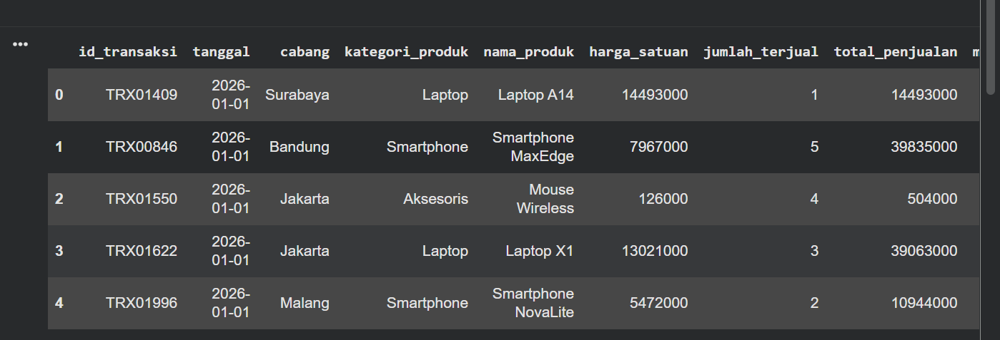 id_transaksi tanggal cabang kategori_produk nama_produk harga_satuan jumlah_terjual total_penjualan m
0 TRX01409 2026-01-01 Surabaya Laptop Laptop A14 14493000 1 14493000
1 TRX00846 2026-01-01 Bandung Smartphone Smartphone MaxEdge 7967000 5 39835000
2 TRX01550 2026-01-01 Jakarta Aksesoris Mouse Wireless 126000 4 504000
3 TRX01622 2026-01-01 Jakarta Laptop Laptop X1 13021000 3 39063000
4 TRX01996 2026-01-01 Malang Smartphone Smartphone NovaLite 5472000 2 10944000